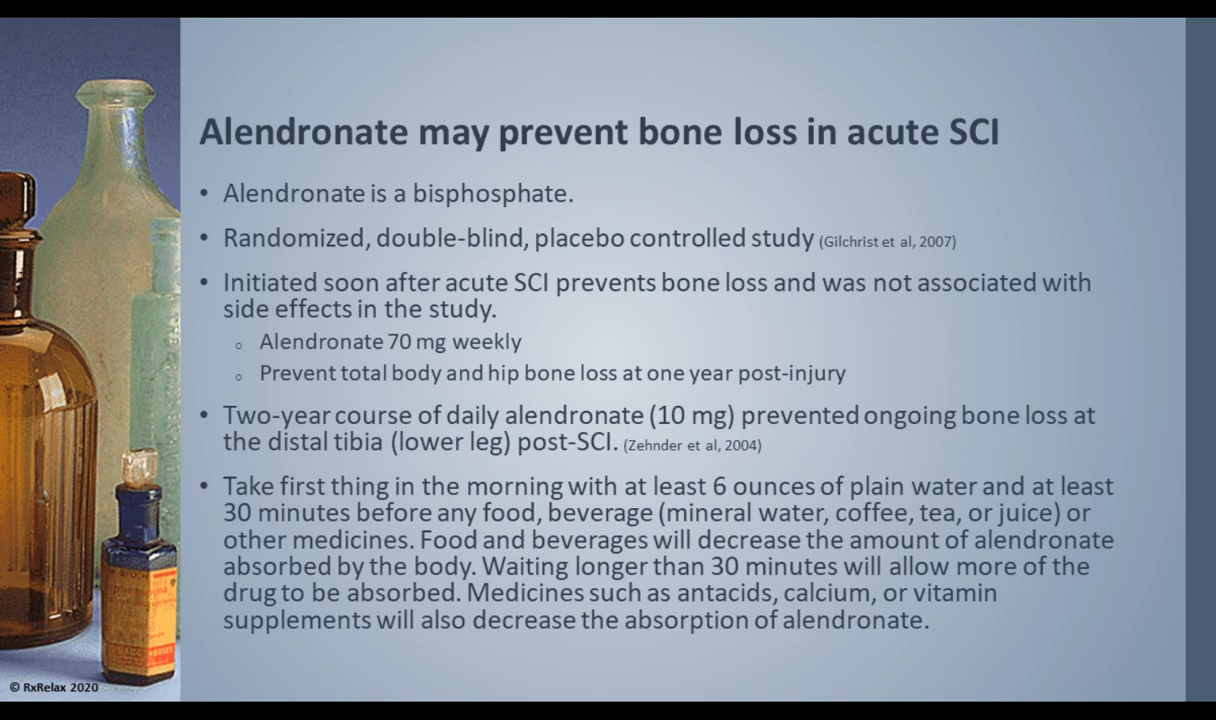 Alendronate may prevent bone loss in acute SCI
• Alendronate is a bisphosphate.
• Randomized, double-blind, placebo controlled study (Gilchrist et al, 2007)
• Initiated soon after acute SCI prevents bone loss and was not associated with
side effects in the study.
○ Alendronate 70 mg weekly
○ Prevent total body and hip bone loss at one year post-injury
• Two-year course of daily alendronate (10 mg) prevented ongoing bone loss at
the distal tibia (lower leg) post-SCI. (Zehnder et al, 2004)
• Take first thing in the morning with at least 6 ounces of plain water and at least
30 minutes before any food, beverage (mineral water, coffee, tea, or juice) or
other medicines. Food and beverages will decrease the amount of alendronate
absorbed by the body. Waiting longer than 30 minutes will allow more of the
drug to be absorbed. Medicines such as antacids, calcium, or vitamin
supplements will also decrease the absorption of alendronate.
© RxRelax 2020